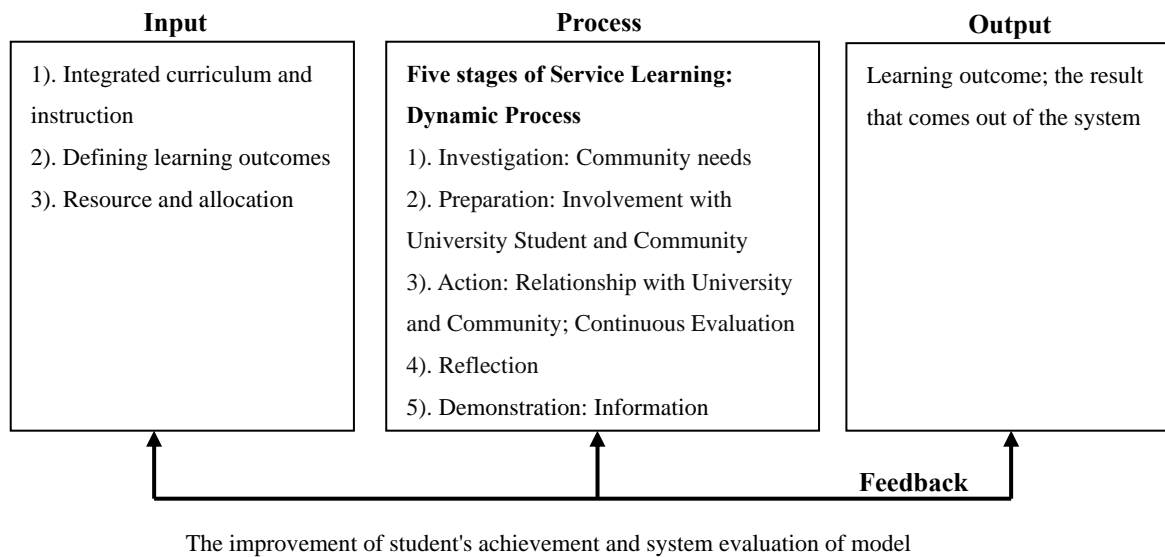 Input
1). Integrated curriculum and
instruction
2). Defining learning outcomes
3). Resource and allocation
Process
Five stages of Service Learning:
Dynamic Process
1). Investigation: Community needs
2). Preparation: Involvement with
University Student and Community
3). Action: Relationship with University
and Community; Continuous Evaluation
4). Reflection
5). Demonstration: Information
Output
Learning outcome; the result
that comes out of the system
Feedback
The improvement of student's achievement and system evaluation of model